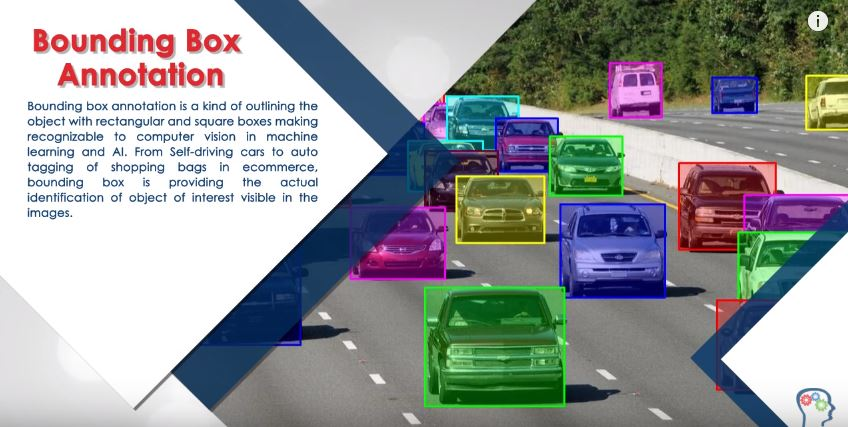 Bounding Box
Annotation
Bounding box annotation is a kind of outlining the
object with rectangular and square boxes making
recognizable to computer vision in machine
learning and AI. From Self-driving cars to auto
tagging of shopping bags in ecommerce,
bounding box is providing the actual
identification of object of interest visible in the
images.